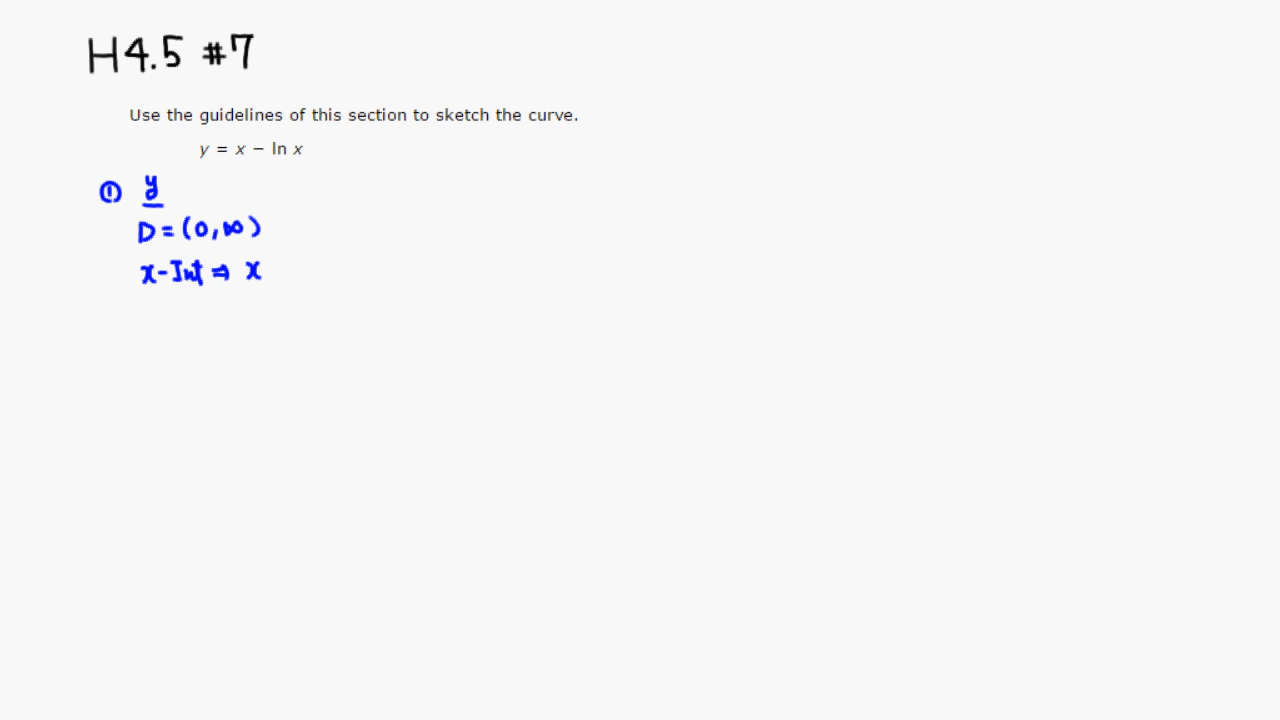 H4.5 #7
Use the guidelines of this section to sketch the curve.
y = x − ln x
① y
D = (0, ∞)
x-Int ⇒ x